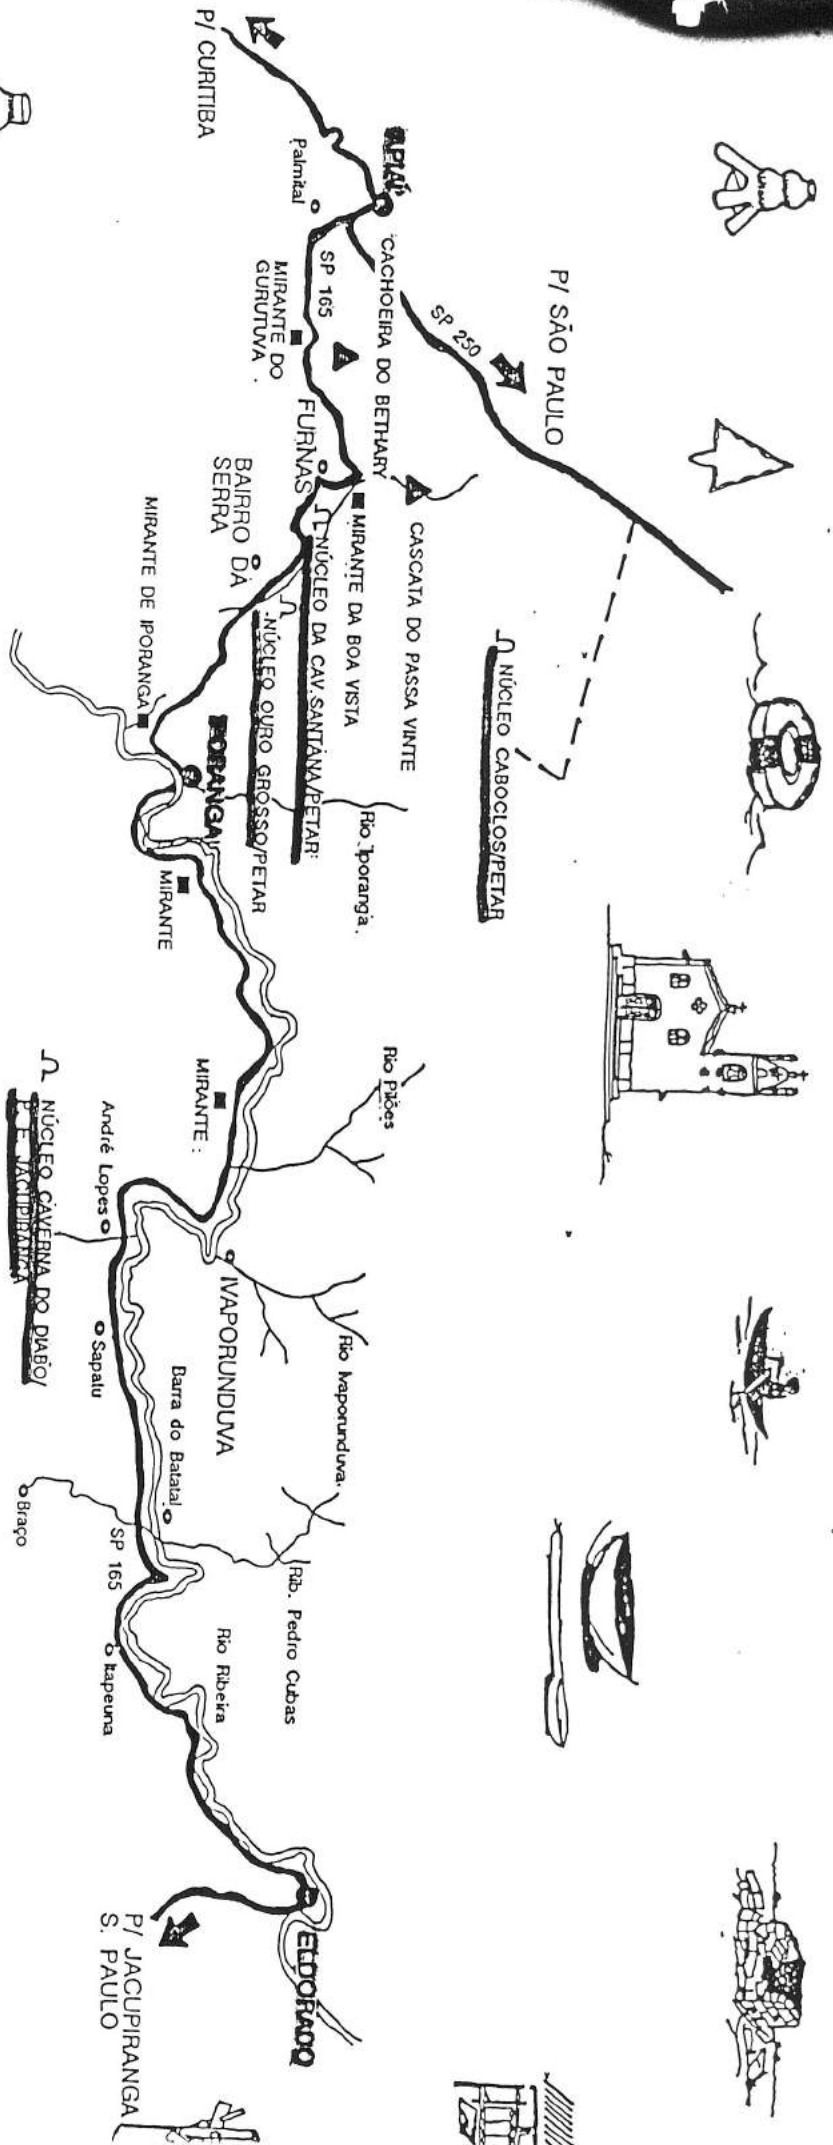 P/ CURITIBA
APIAÍ
Palmital
SP 165
MIRANTE DO
GURUTUVA
CACHOEIRA DO BETHARY
SP 250
P/ SÃO PAULO
FURNAS
BAIRRO DA
SERRA
MIRANTE DA BOA VISTA
CASCATA DO PASSA VINTE
NÚCLEO DA CAV. SANTANA/PETAR
NÚCLEO OURO GROSSO/PETAR
NÚCLEO CABOCLOS/PETAR
MIRANTE DE IPORANGA
IPORANGA
Rio Iporanga
MIRANTE
MIRANTE
Rio Pilões
André Lopes
NÚCLEO CAVERNA DO DIABO/
P. E. JACUPIRANGA
Sapatu
IVAPORUNDUVA
Rio Ivaporunduva
Barra do Batatal
Braço
SP 165
Rib. Pedro Cubas
Itapeuna
Rio Ribeira
ELDORADO
P/ JACUPIRANGA
S. PAULO